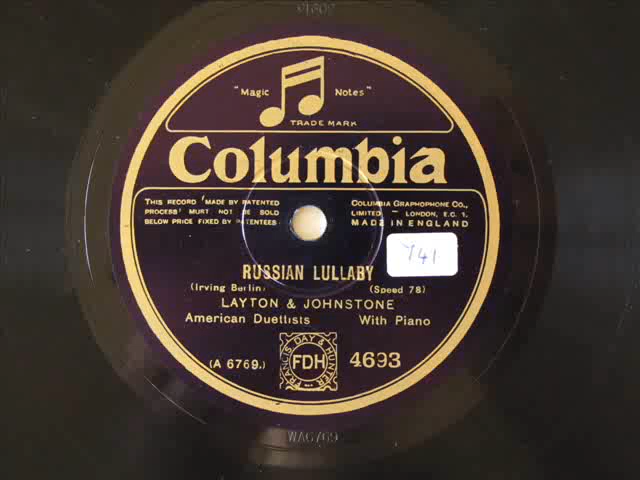 "Magic Notes"
TRADE MARK
Columbia
THIS RECORD 'MADE BY PATENTED
PROCESS' MUST NOT BE SOLD
BELOW PRICE FIXED BY PATENTEES
COLUMBIA GRAPHOPHONE CO.,
LIMITED – LONDON, E.C. 1.
MADE IN ENGLAND
741
RUSSIAN LULLABY
(Irving Berlin) (Speed 78)
LAYTON & JOHNSTONE
American Duettists With Piano
(A 6769.)
FRANCIS DAY & HUNTER
FDH
4693
WA6769